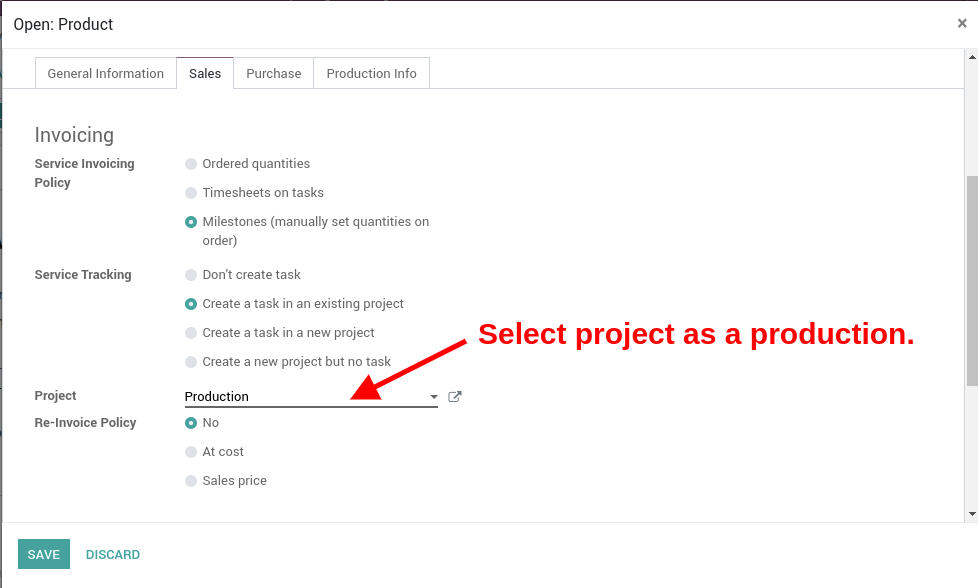 Open: Product
×
General Information
Sales
Purchase
Production Info
Invoicing
Service Invoicing
Policy
Ordered quantities
Timesheets on tasks
Milestones (manually set quantities on
order)
Service Tracking
Don't create task
Create a task in an existing project
Create a task in a new project
Create a new project but no task
Select project as a production.
Project
Production
Re-Invoice Policy
No
At cost
Sales price
SAVE
DISCARD